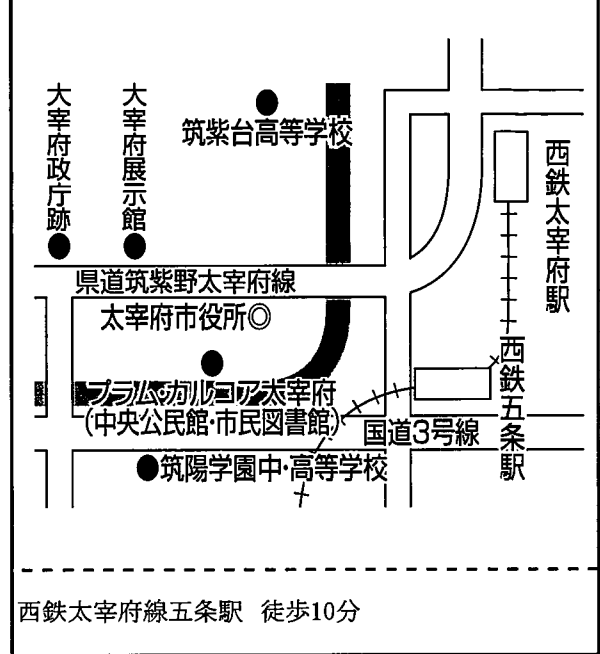 大宰府政庁跡
大宰府展示館
筑紫台高等学校
西鉄太宰府駅
県道筑紫野太宰府線
太宰府市役所◎
プラム・カルコア太宰府
(中央公民館・市民図書館)
国道3号線
西鉄五条駅
筑陽学園中・高等学校
西鉄太宰府線五条駅 徒歩10分